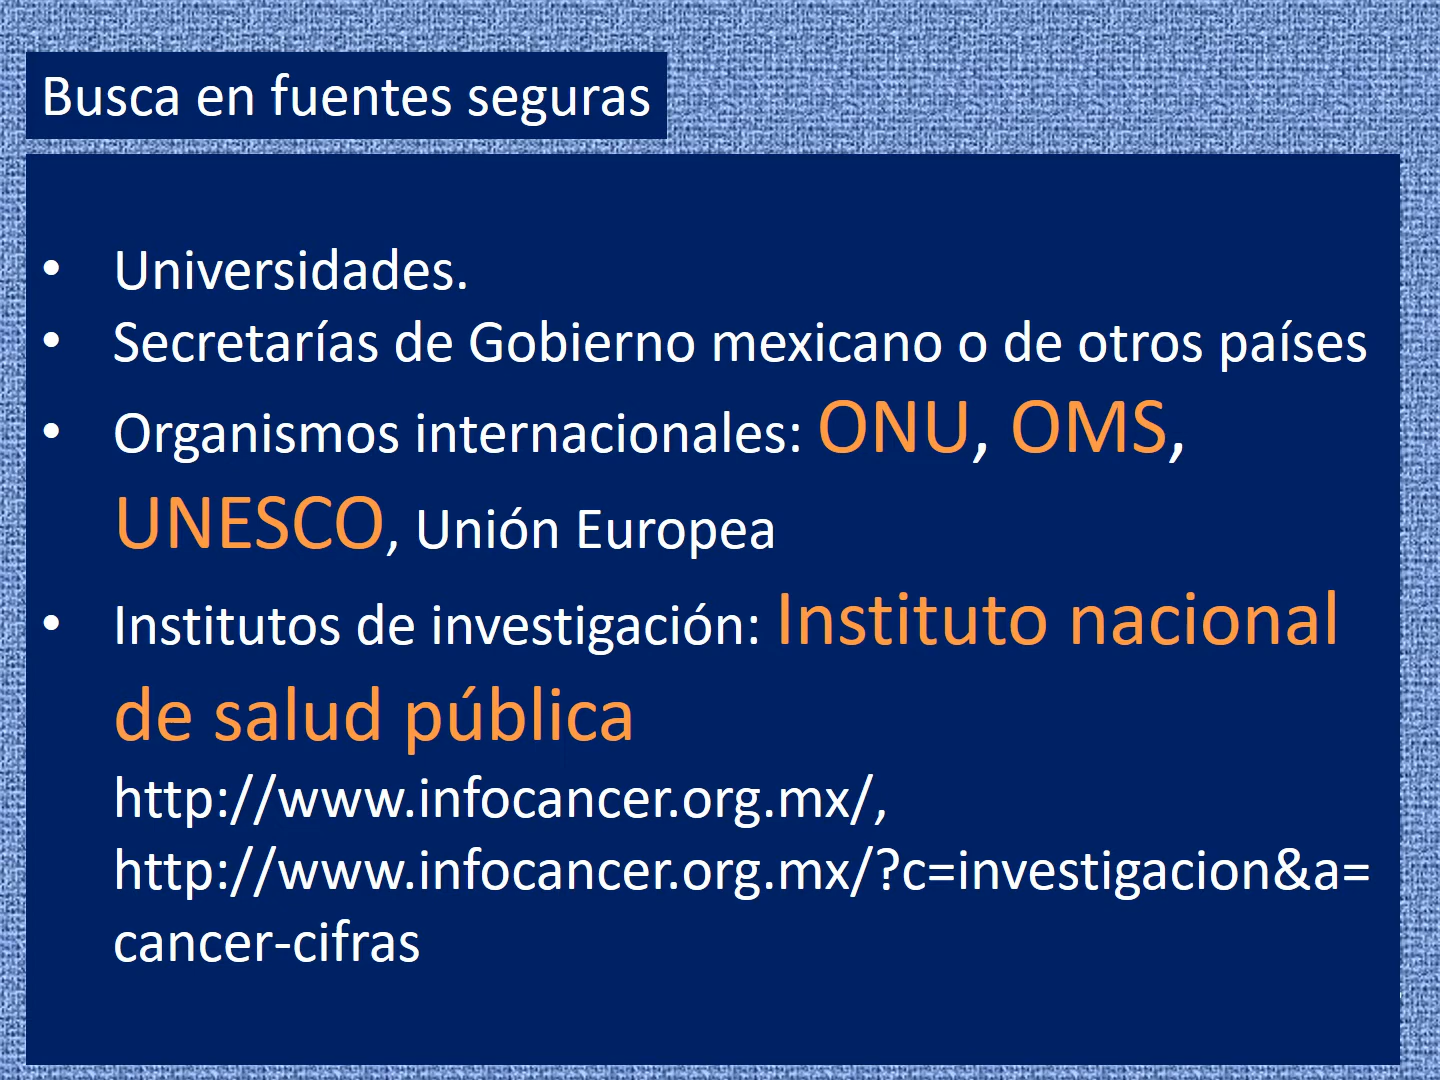 Busca en fuentes seguras
• Universidades.
• Secretarías de Gobierno mexicano o de otros países
• Organismos internacionales: ONU, OMS,
UNESCO, Unión Europea
• Institutos de investigación: Instituto nacional
de salud pública
http://www.infocancer.org.mx/,
http://www.infocancer.org.mx/?c=investigacion&a=
cancer-cifras